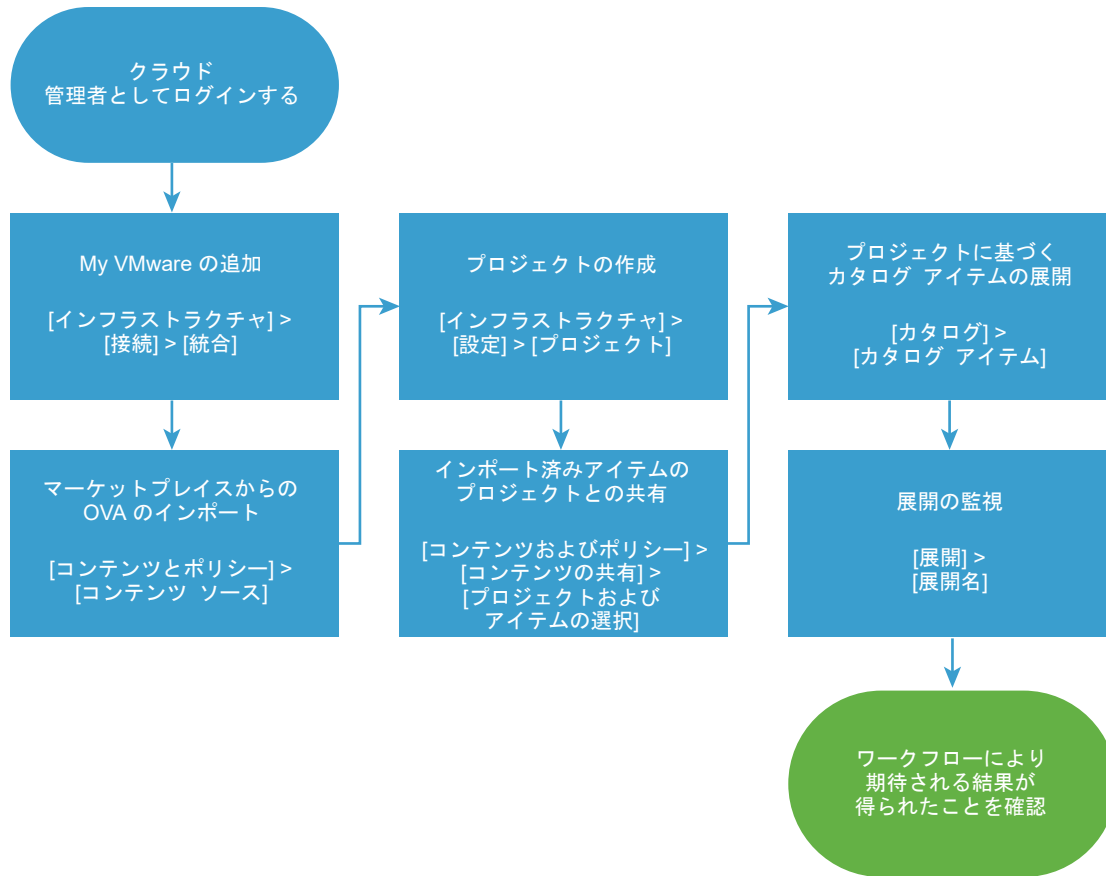 クラウド
管理者としてログインする
My VMware の追加
[インフラストラクチャ] >
[接続] > [統合]
マーケットプレイスからの
OVA のインポート
[コンテンツとポリシー] >
[コンテンツ ソース]
プロジェクトの作成
[インフラストラクチャ] >
[設定] > [プロジェクト]
インポート済みアイテムの
プロジェクトとの共有
[コンテンツおよびポリシー] >
[コンテンツの共有] >
[プロジェクトおよび
アイテムの選択]
プロジェクトに基づく
カタログ アイテムの展開
[カタログ] >
[カタログ アイテム]
展開の監視
[展開] >
[展開名]
ワークフローにより
期待される結果が
得られたことを確認